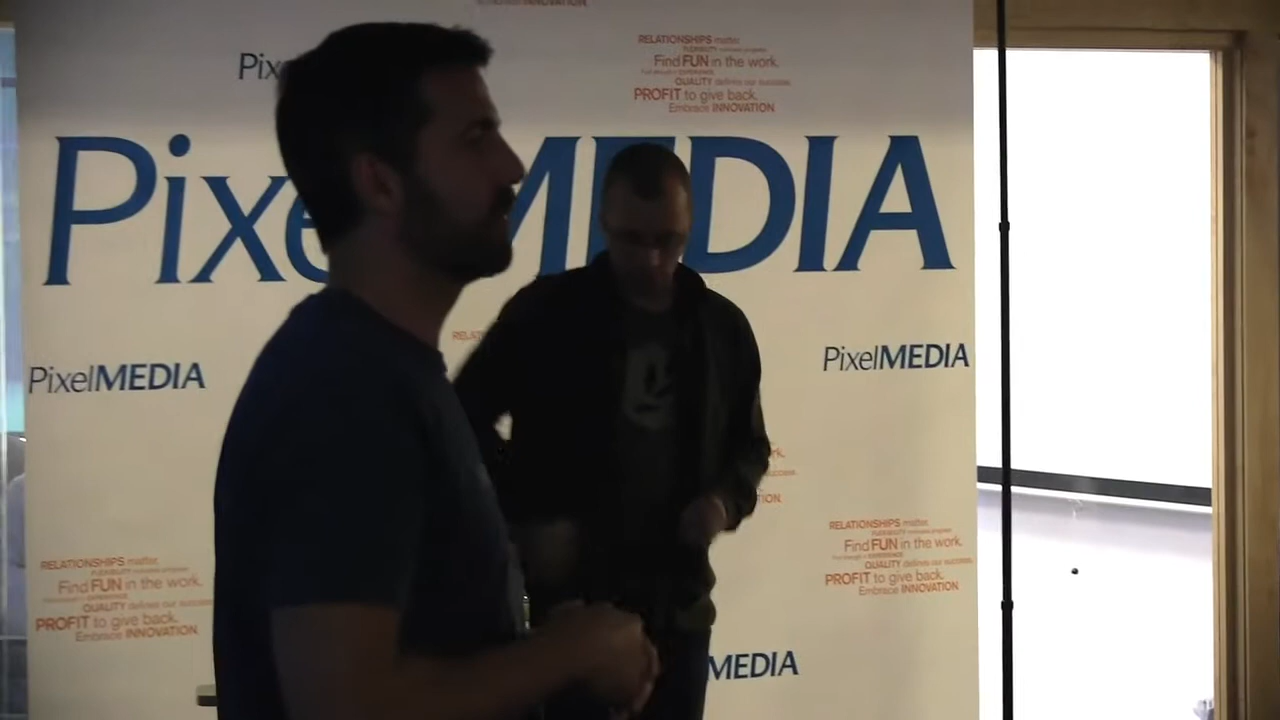 INNOVATION
Pix
RELATIONSHIPS matter.
Find FUN in the work.
QUALITY defines our success.
PROFIT to give back.
Embrace INNOVATION
PixelMEDIA
PixelMEDIA
PixelMEDIA
RELATIONSHIPS matter.
Find FUN in the work.
QUALITY defines our success.
PROFIT to give back.
Embrace INNOVATION
RELATIONSHIPS matter.
Find FUN in the work.
QUALITY defines our success.
PROFIT to give back.
Embrace INNOVATION
MEDIA